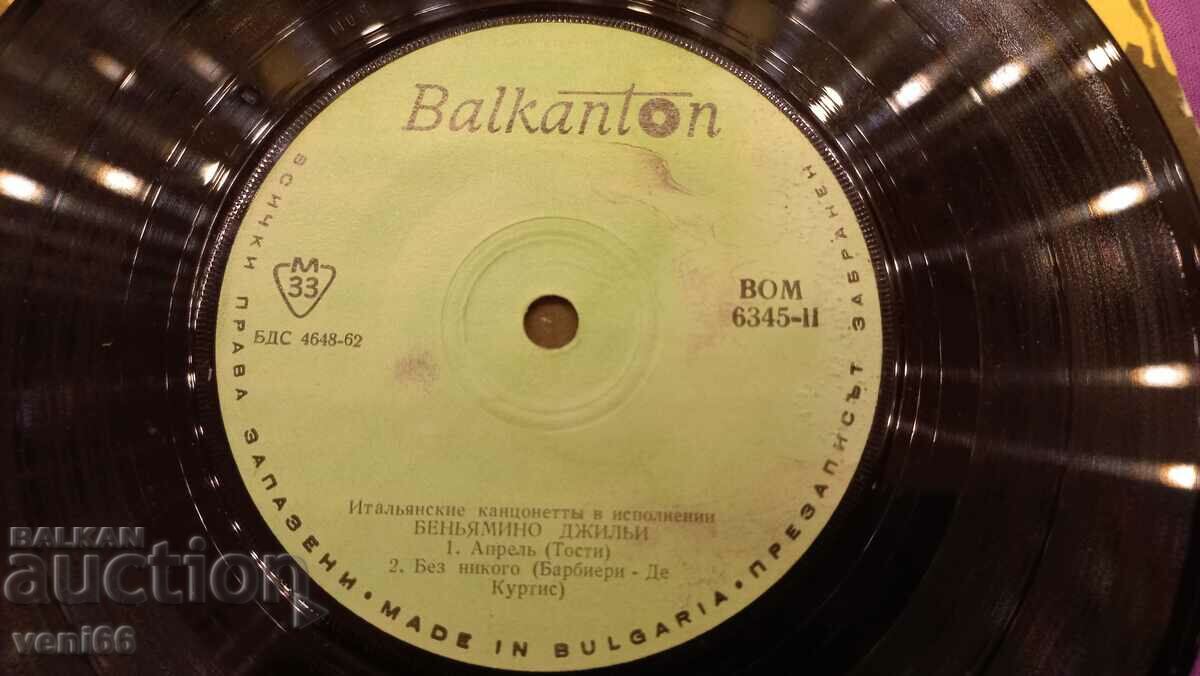 Balkanton
ВСИЧКИ ПРАВА ЗАПАЗЕНИ • MADE IN BULGARIA • ПРЕЗАПИСЪТ ЗАБРАНЕН
М
33
БДС 4648-62
ВОМ
6345-II
Итальянские канцонетты в исполнении
БЕНЬЯМИНО ДЖИЛЬИ
1. Апрель (Тости)
2. Без никого (Барбиери - Де
Куртис)
BALKAN
auction
veni66